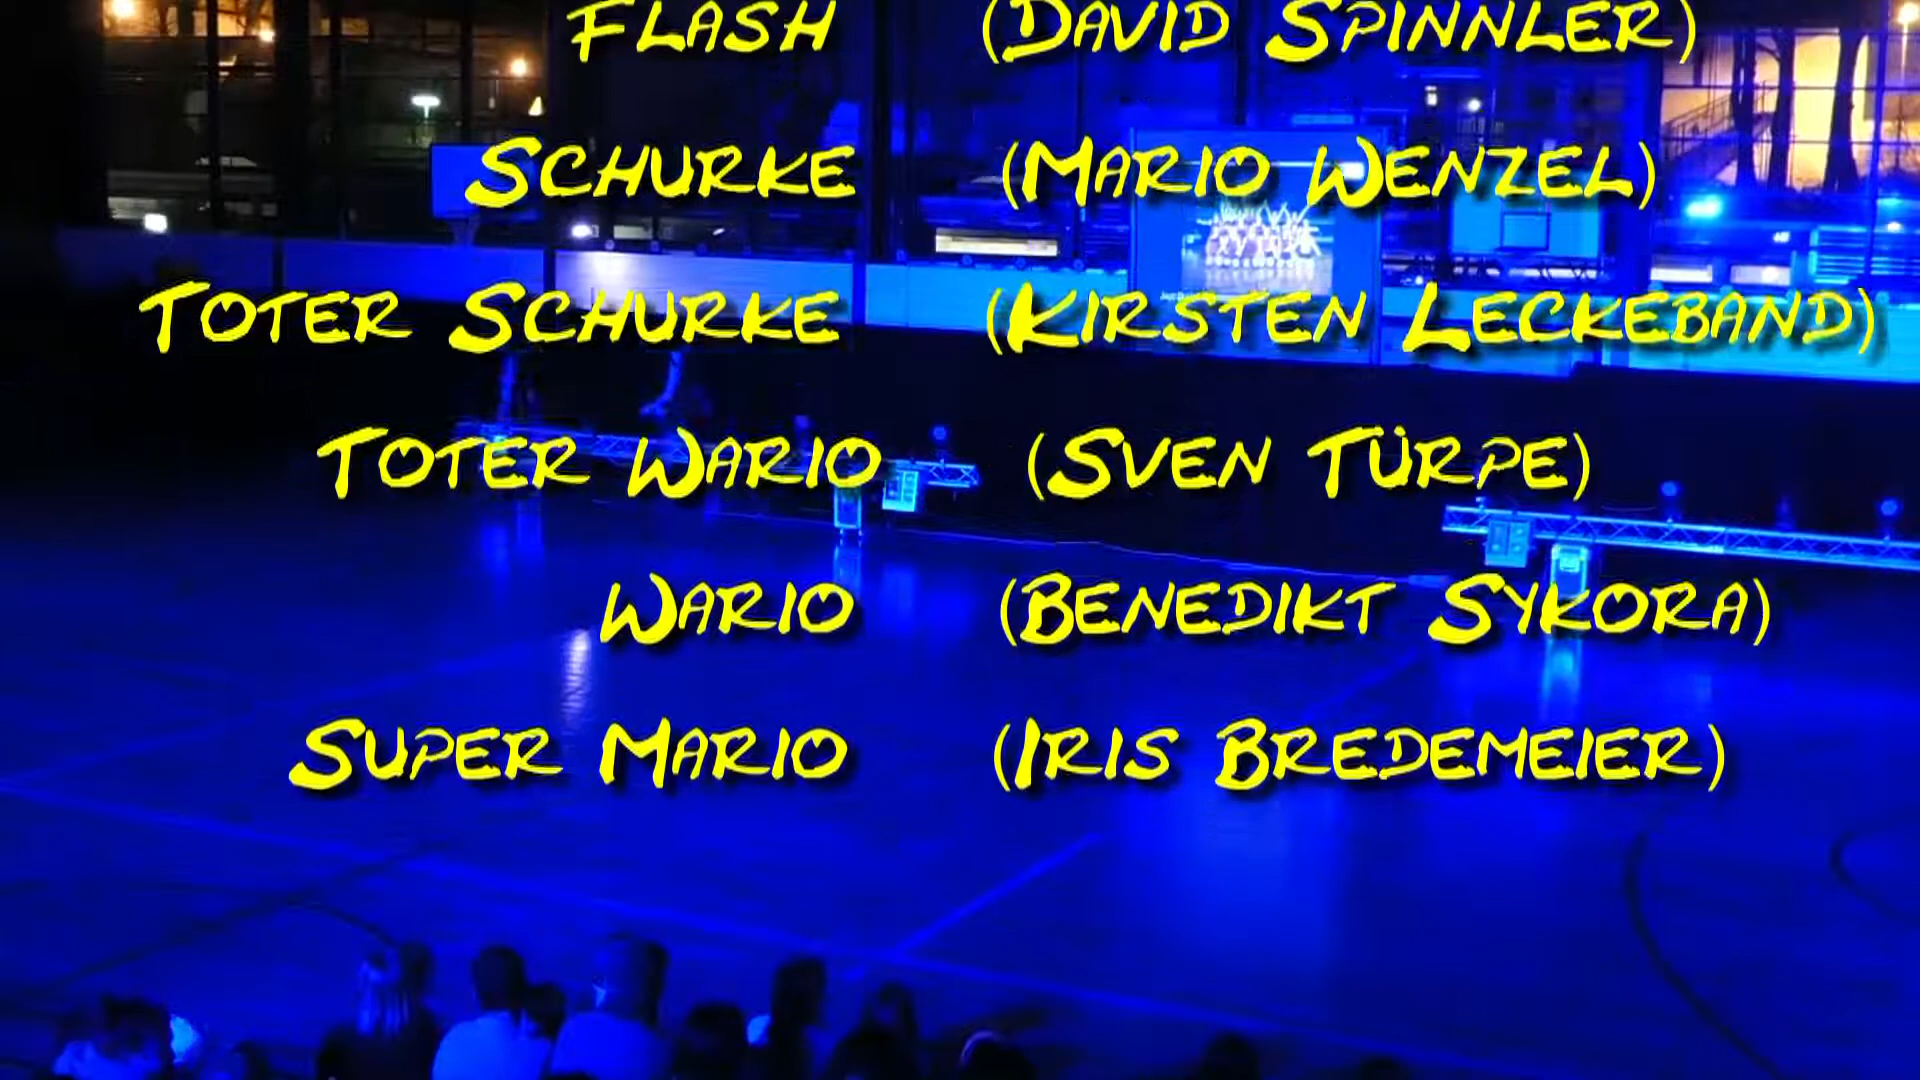 Flash (David Spinnler)
Schurke (Mario Wenzel)
Toter Schurke (Kirsten Leckeband)
Toter Wario (Sven Türpe)
Wario (Benedikt Sykora)
Super Mario (Iris Bredemeier)